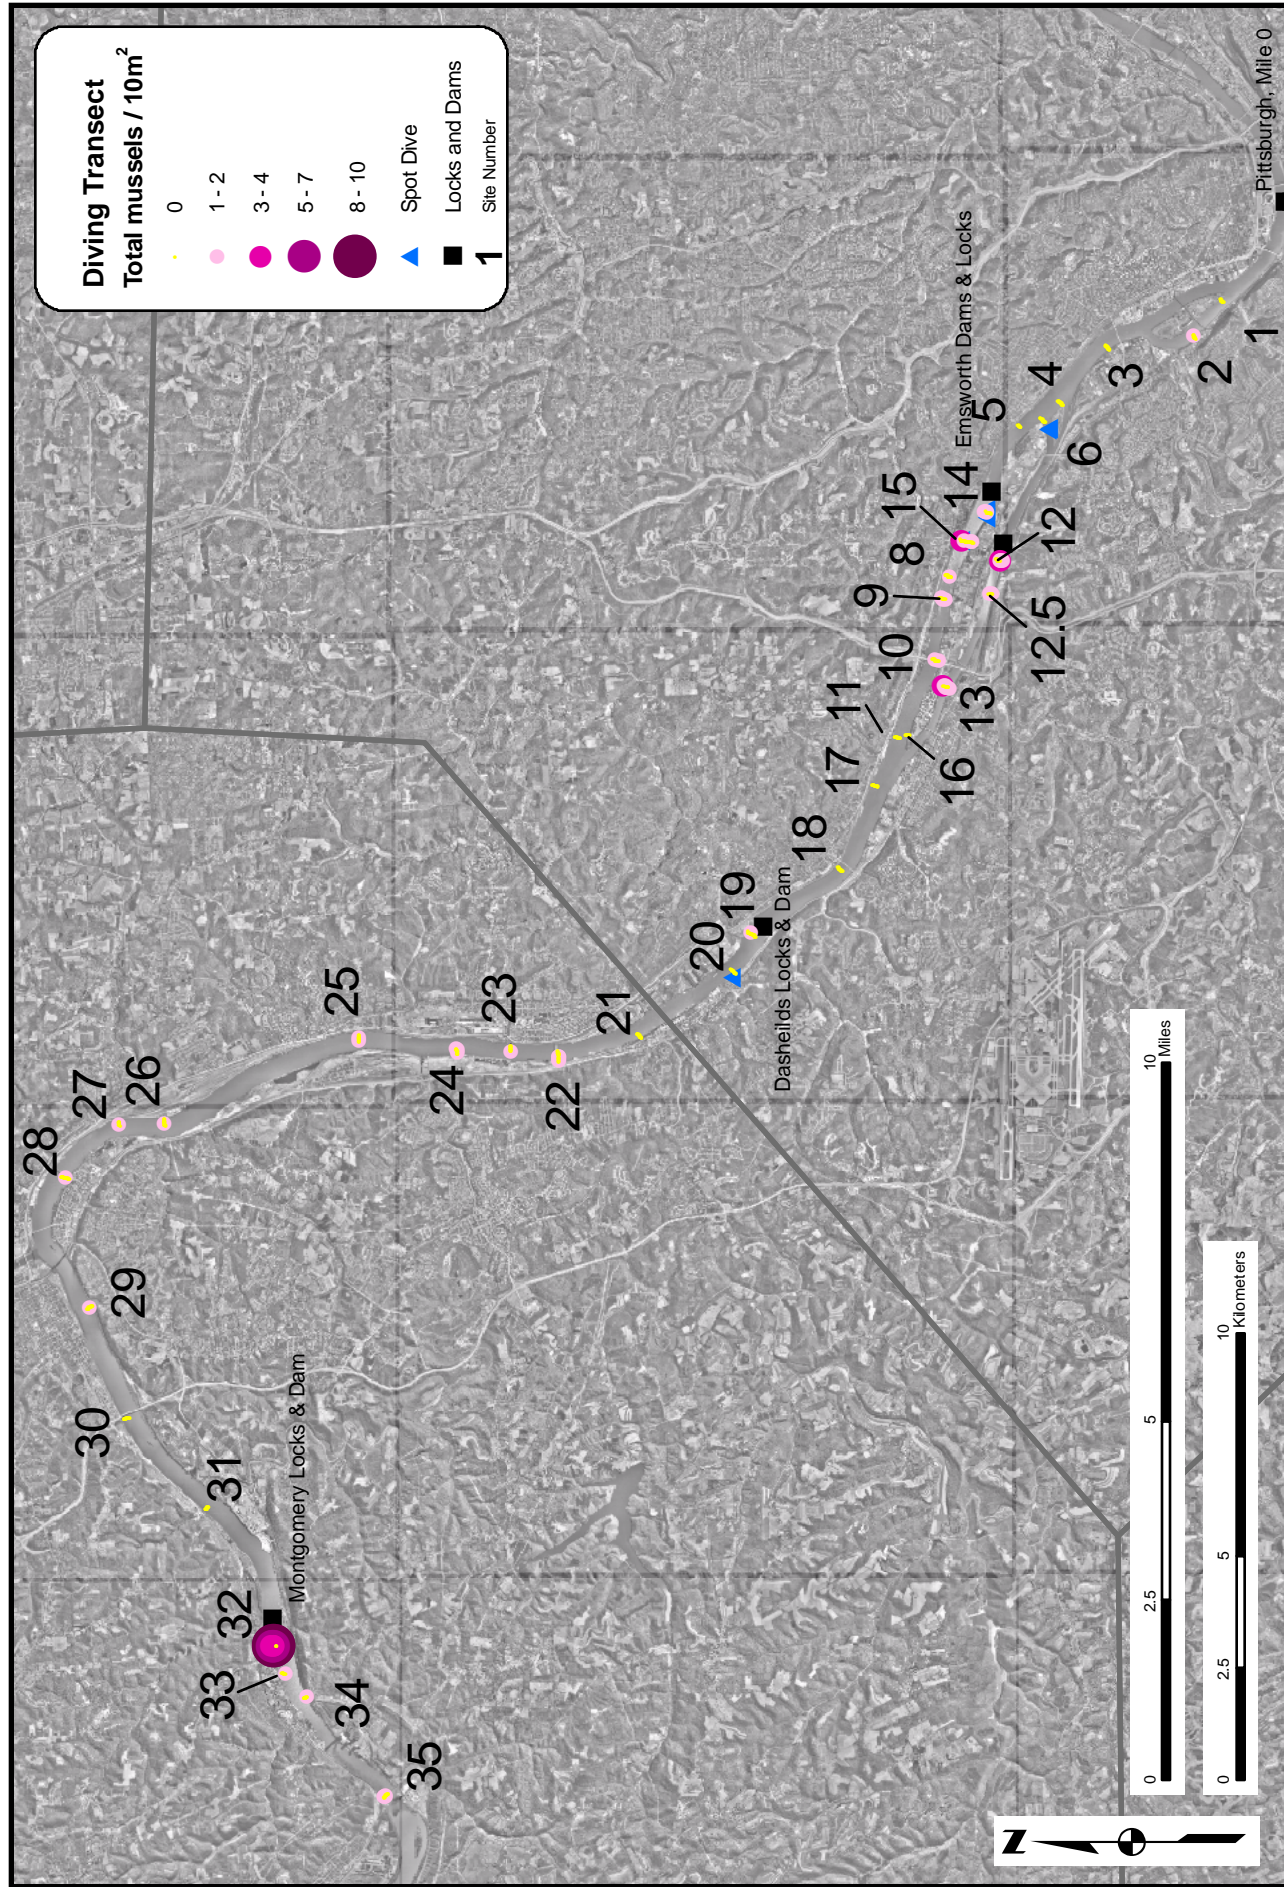 Diving Transect
Total mussels / 10m²
0
1 - 2
3 - 4
5 - 7
8 - 10
Spot Dive
Locks and Dams
1 Site Number
28
27
26
25
29
30
31
24
23
22
21
32
Montgomery Locks & Dam
33
34
35
20
19
Dasheilds Locks & Dam
18
17
11
16
10
13
9
8
15
14
12.5
12
Emsworth Dams & Locks
5
4
6
3
2
1
Pittsburgh, Mile 0
N
0 2.5 5 10
Miles
0 2.5 5 10
Kilometers